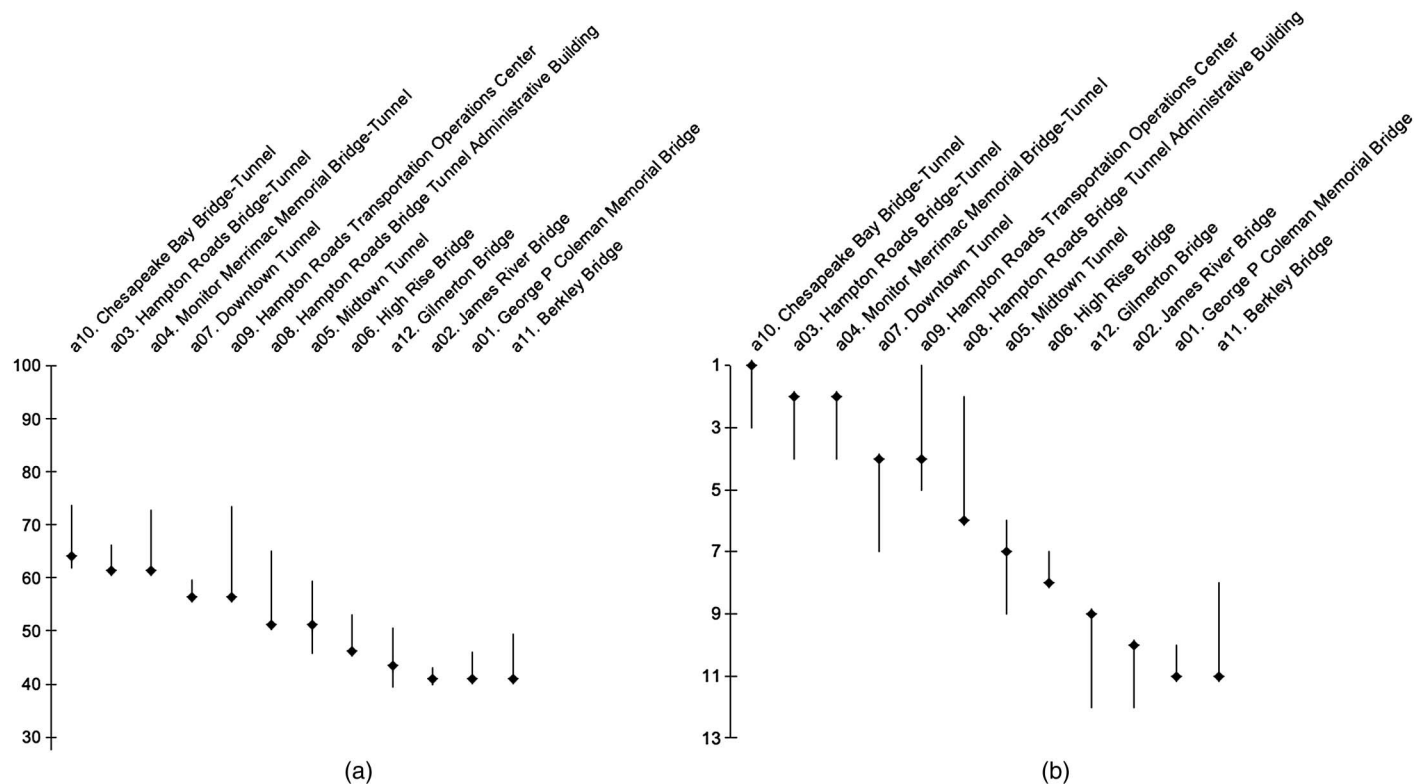 a10. Chesapeake Bay Bridge-Tunnel
a03. Hampton Roads Bridge-Tunnel
a04. Monitor Merrimac Memorial Bridge-Tunnel
a07. Downtown Tunnel
a09. Hampton Roads Transportation Operations Center
a08. Hampton Roads Bridge Tunnel Administrative Building
a05. Midtown Tunnel
a06. High Rise Bridge
a12. Gilmerton Bridge
a02. James River Bridge
a01. George P Coleman Memorial Bridge
a11. Berkley Bridge
100
90
80
70
60
50
40
30
(a)
a10. Chesapeake Bay Bridge-Tunnel
a03. Hampton Roads Bridge-Tunnel
a04. Monitor Merrimac Memorial Bridge-Tunnel
a07. Downtown Tunnel
a09. Hampton Roads Transportation Operations Center
a08. Hampton Roads Bridge Tunnel Administrative Building
a05. Midtown Tunnel
a06. High Rise Bridge
a12. Gilmerton Bridge
a02. James River Bridge
a01. George P Coleman Memorial Bridge
a11. Berkley Bridge
1
3
5
7
9
11
13
(b)